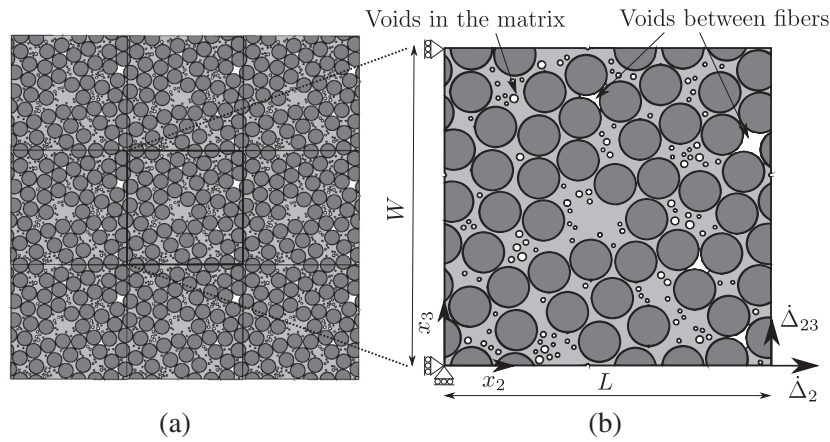 Voids in the matrix
Voids between fibers
W
x₃
Δ̇₂₃
x₂
L
Δ̇₂
(a)
(b)